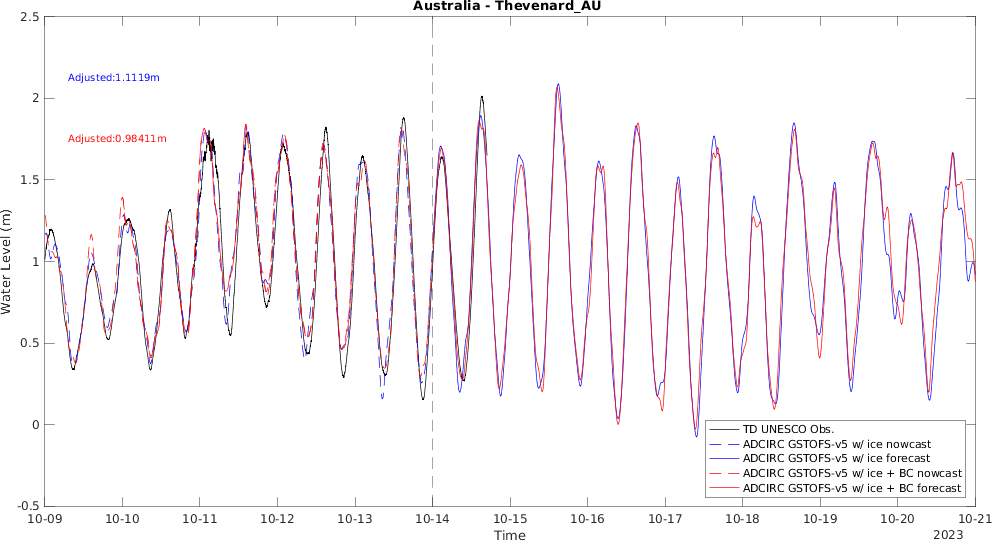 Australia - Thevenard_AU
2.5
2
1.5
1
0.5
0
-0.5
Water Level (m)
Adjusted:1.1119m
Adjusted:0.98411m
TD UNESCO Obs.
ADCIRC GSTOFS-v5 w/ ice nowcast
ADCIRC GSTOFS-v5 w/ ice forecast
ADCIRC GSTOFS-v5 w/ ice + BC nowcast
ADCIRC GSTOFS-v5 w/ ice + BC forecast
10-09 10-10 10-11 10-12 10-13 10-14 10-15 10-16 10-17 10-18 10-19 10-20 10-21
Time
2023